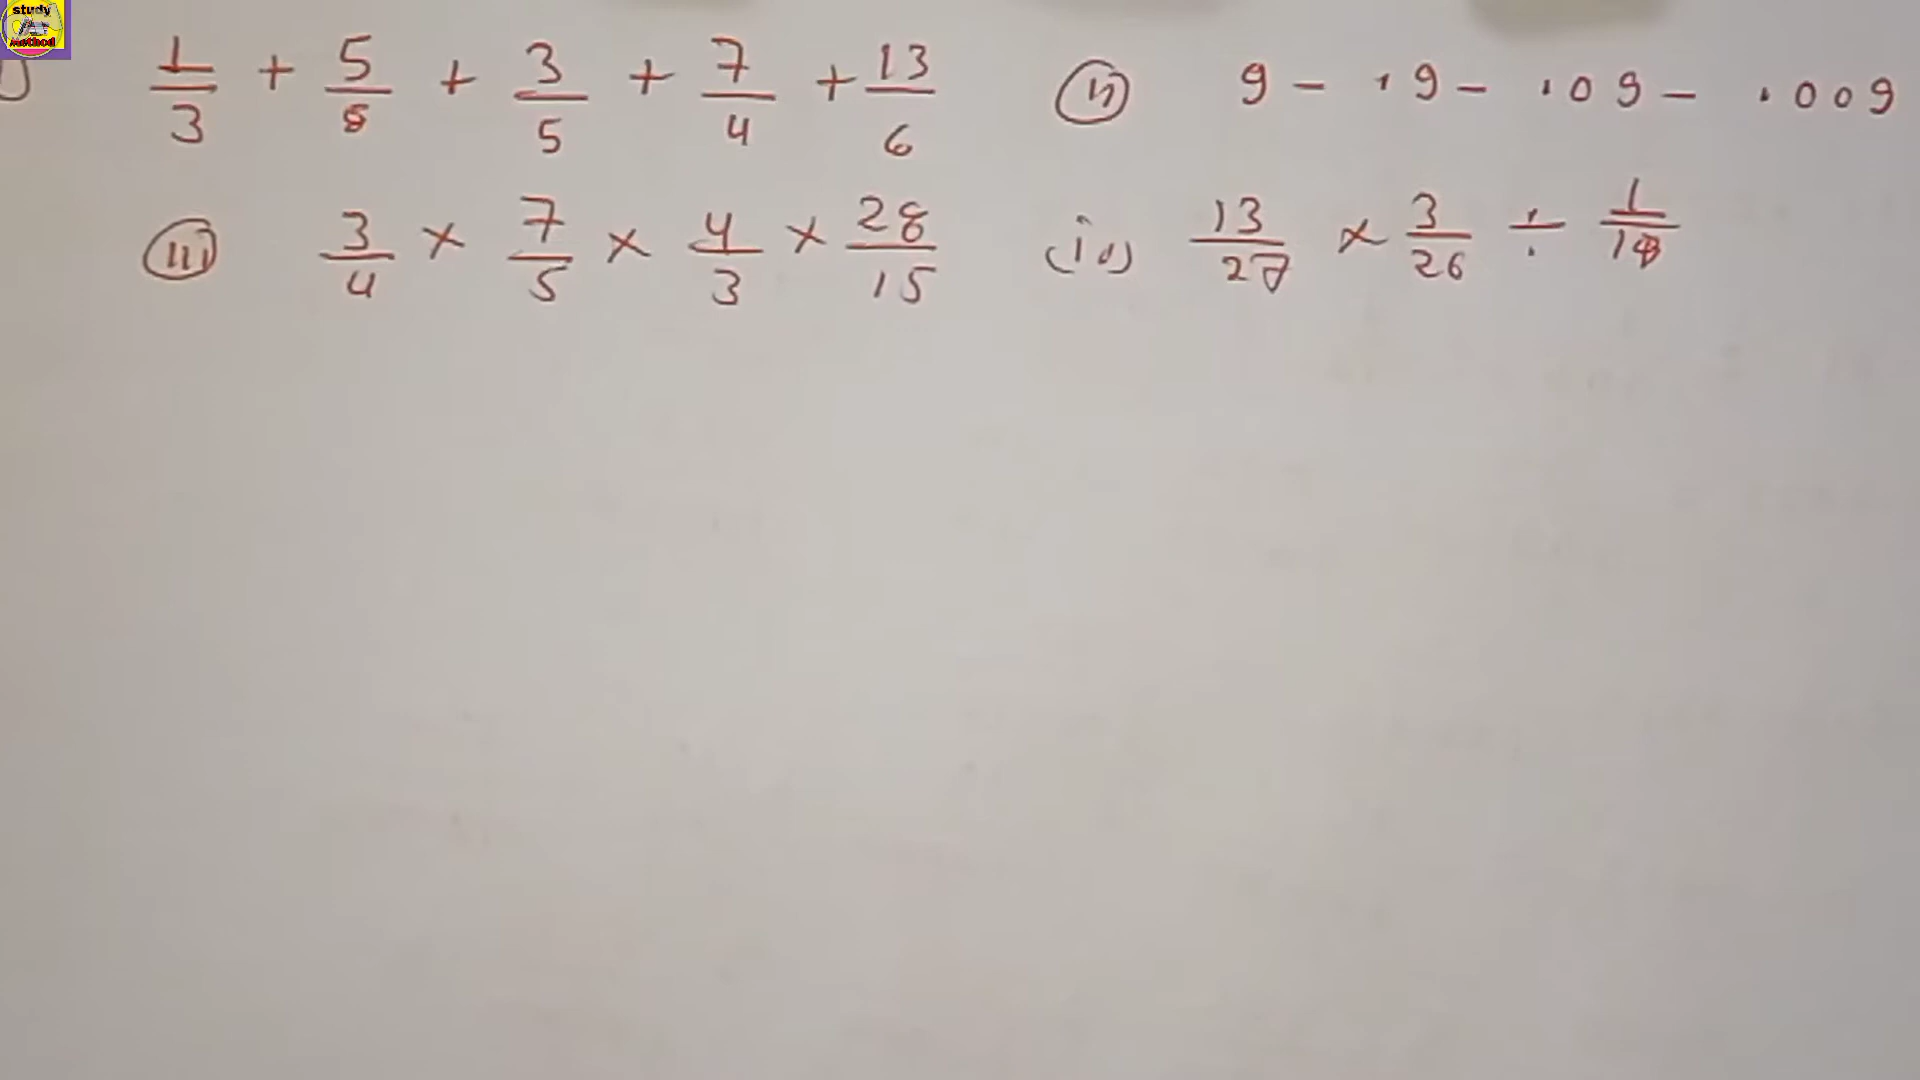 study
Method
) 1/3 + 5/8 + 3/5 + 7/4 + 13/6 (ii) 9 - .9 - .09 - .009
(iii) 3/4 × 7/5 × 4/3 × 28/15 (iv) 13/27 × 3/26 ÷ 1/18